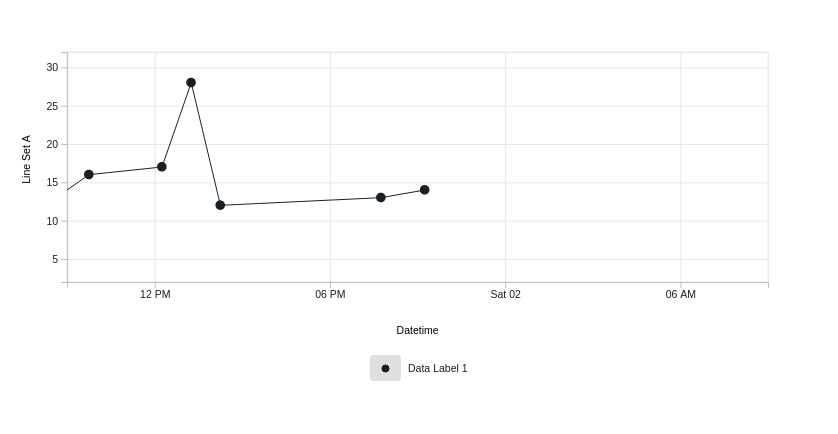 30
25
20
15
10
5
Line Set A
12 PM
06 PM
Sat 02
06 AM
Datetime
Data Label 1